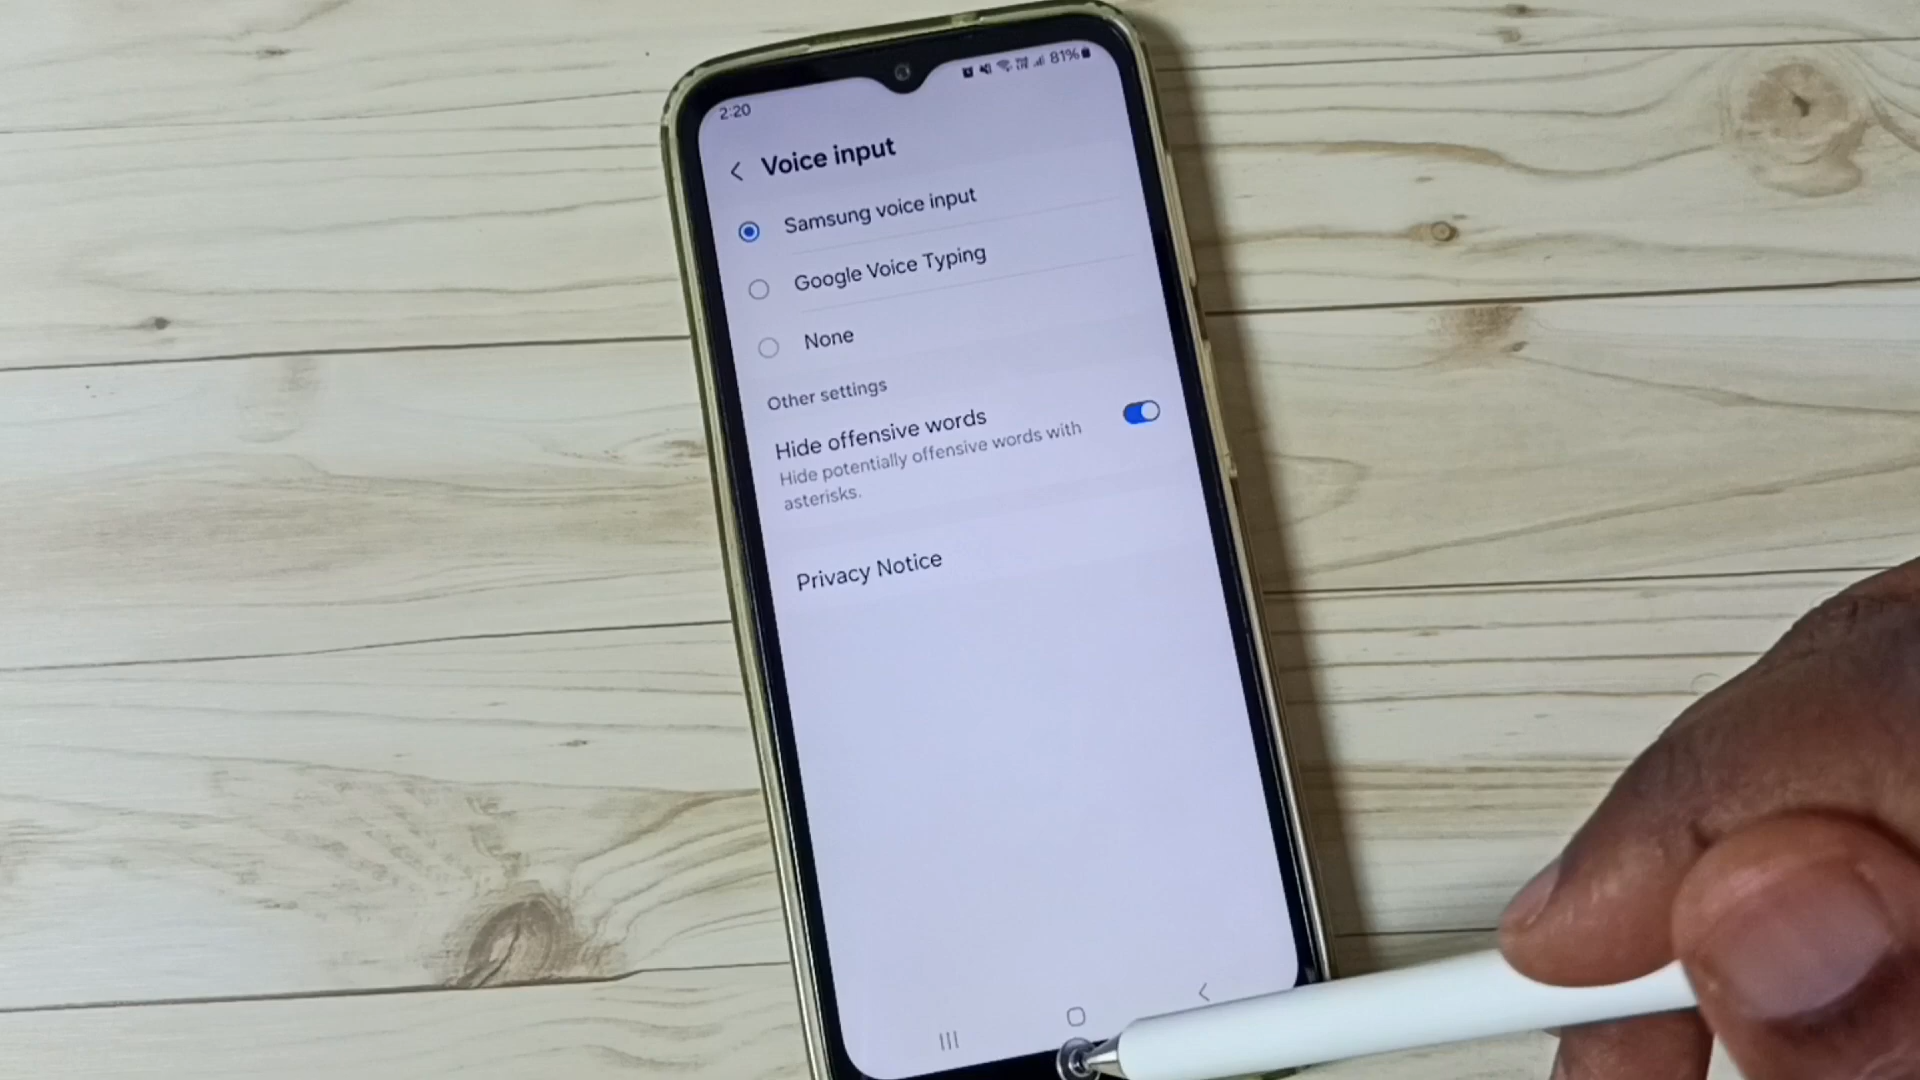 2:20
81%
Voice input
Samsung voice input
Google Voice Typing
None
Other settings
Hide offensive words
Hide potentially offensive words with
asterisks.
Privacy Notice